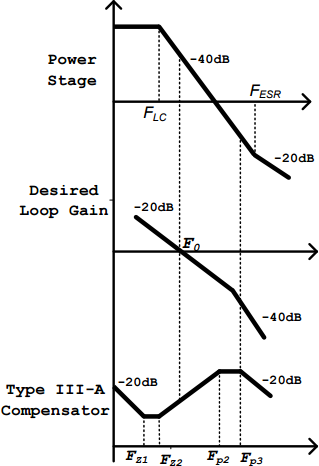 Power
Stage
-40dB
F_LC
F_ESR
-20dB
Desired
Loop Gain
-20dB
F_0
-40dB
Type III-A
Compensator
-20dB
-20dB
F_Z1
F_Z2
F_p2
F_p3